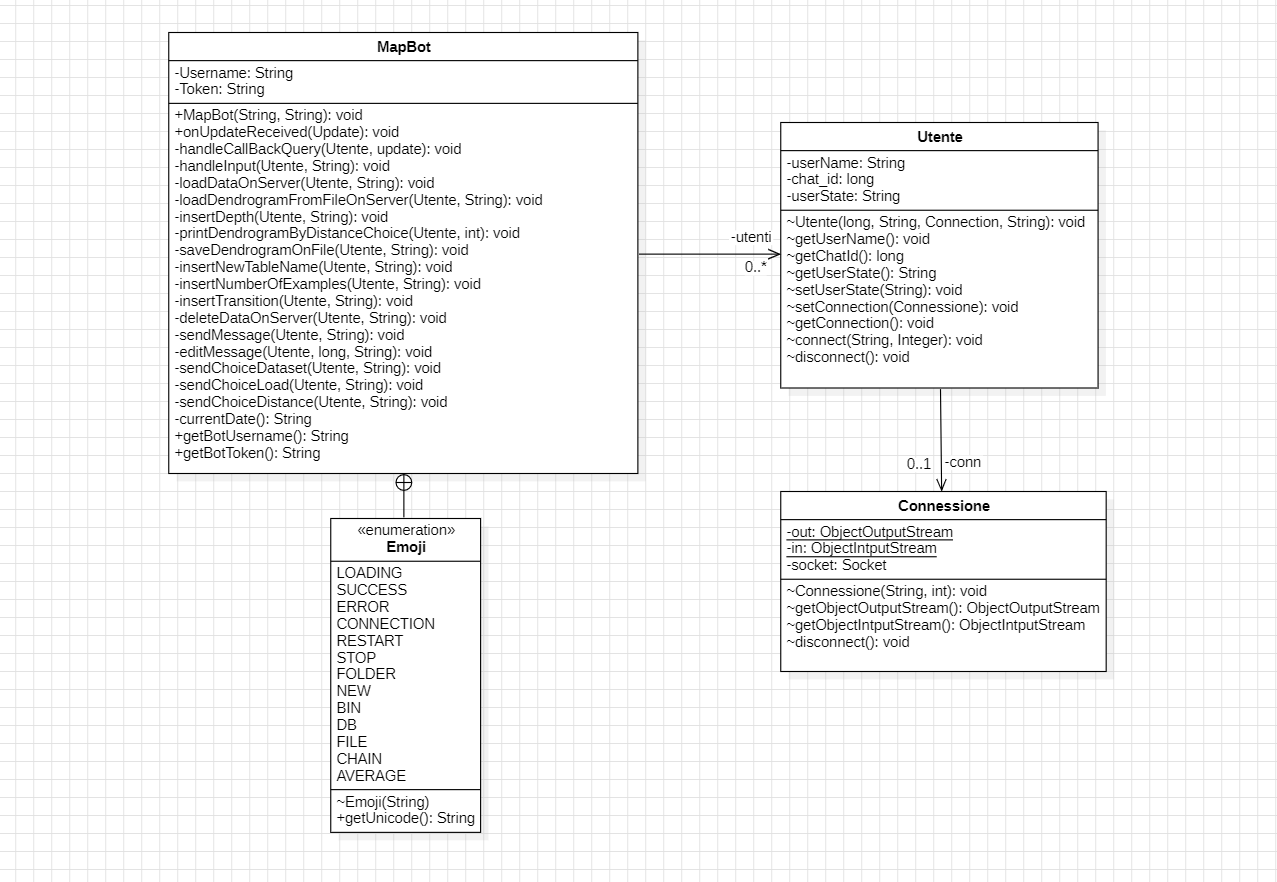 MapBot
-Username: String
-Token: String
+MapBot(String, String): void
+onUpdateReceived(Update): void
-handleCallBackQuery(Utente, update): void
-handleInput(Utente, String): void
-loadDataOnServer(Utente, String): void
-loadDendrogramFromFileOnServer(Utente, String): void
-insertDepth(Utente, String): void
-printDendrogramByDistanceChoice(Utente, int): void
-saveDendrogramOnFile(Utente, String): void
-insertNewTableName(Utente, String): void
-insertNumberOfExamples(Utente, String): void
-insertTransition(Utente, String): void
-deleteDataOnServer(Utente, String): void
-sendMessage(Utente, String): void
-editMessage(Utente, long, String): void
-sendChoiceDataset(Utente, String): void
-sendChoiceLoad(Utente, String): void
-sendChoiceDistance(Utente, String): void
-currentDate(): String
+getBotUsername(): String
+getBotToken(): String
-utenti
0..*
Utente
-userName: String
-chat_id: long
-userState: String
~Utente(long, String, Connection, String): void
~getUserName(): void
~getChatId(): long
~getUserState(): String
~setUserState(String): void
~setConnection(Connessione): void
~getConnection(): void
~connect(String, Integer): void
~disconnect(): void
0..1
-conn
Connessione
-out: ObjectOutputStream
-in: ObjectIntputStream
-socket: Socket
~Connessione(String, int): void
~getObjectOutputStream(): ObjectOutputStream
~getObjectIntputStream(): ObjectIntputStream
~disconnect(): void
«enumeration»
Emoji
LOADING
SUCCESS
ERROR
CONNECTION
RESTART
STOP
FOLDER
NEW
BIN
DB
FILE
CHAIN
AVERAGE
~Emoji(String)
+getUnicode(): String